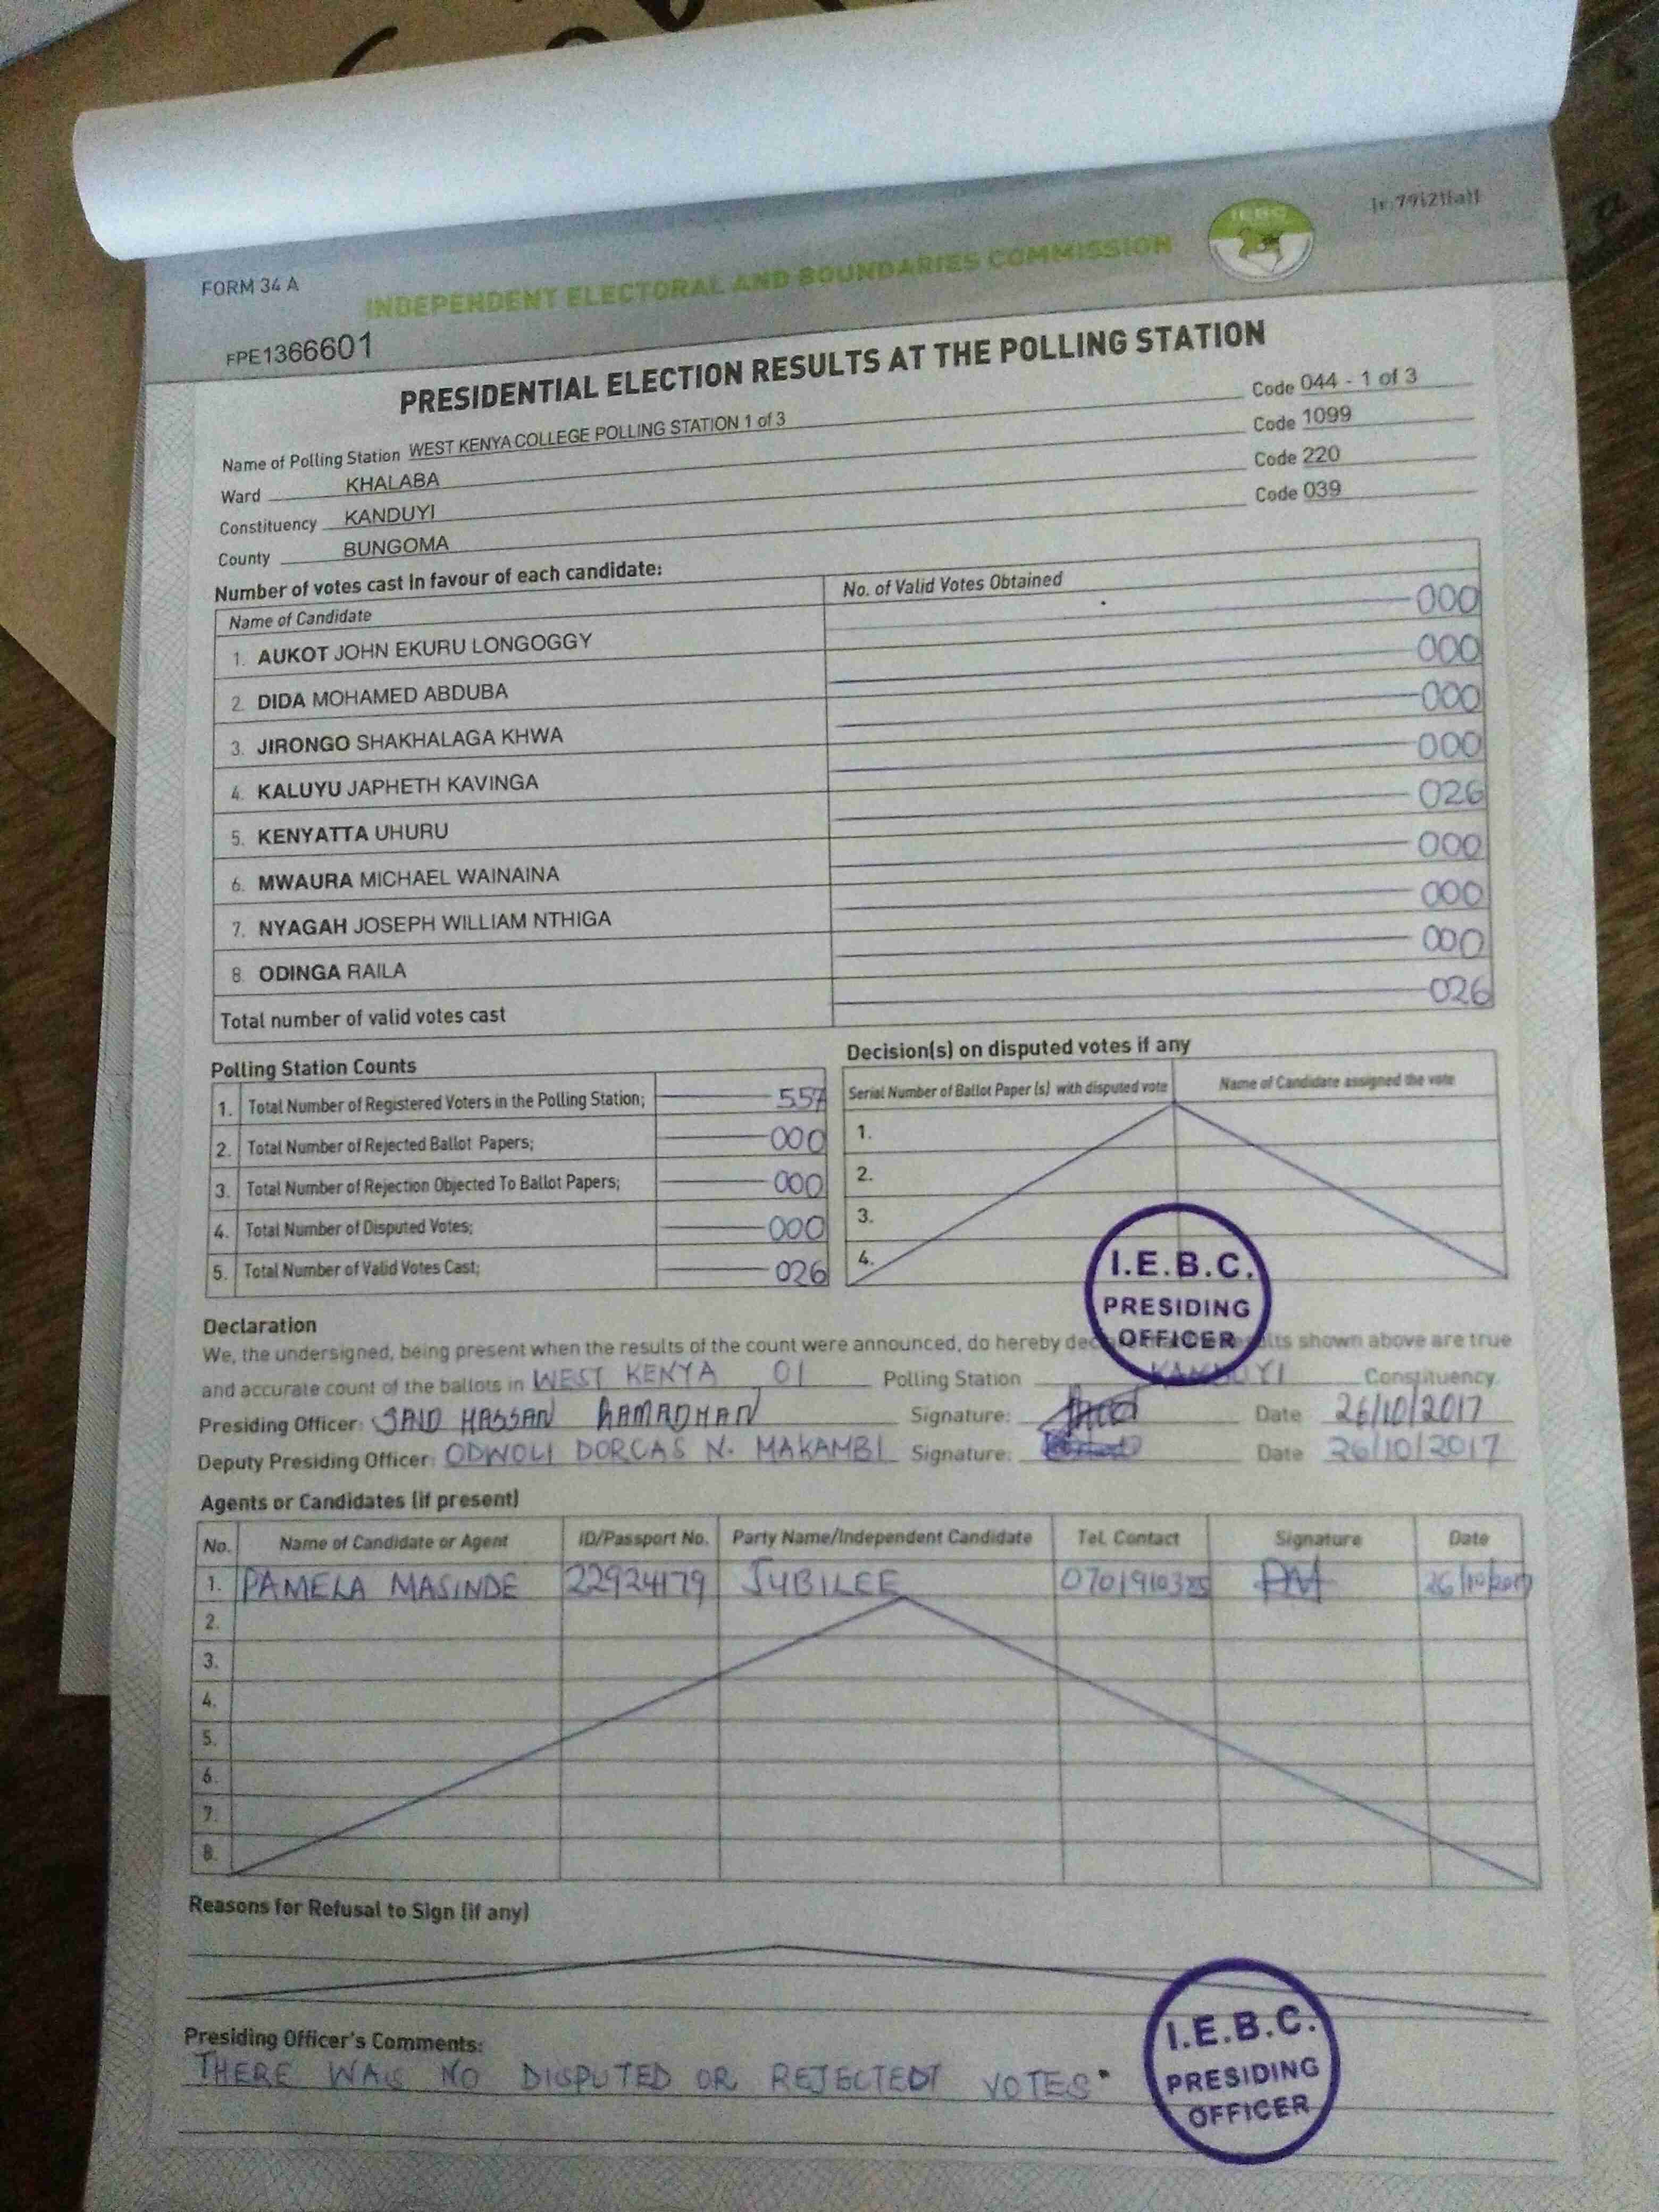 FORM 34 A
INDEPENDENT ELECTORAL AND BOUNDARIES COMMISSION
IEBC
FPE1366601
PRESIDENTIAL ELECTION RESULTS AT THE POLLING STATION
Name of Polling Station WEST KENYA COLLEGE POLLING STATION 1 of 3 Code 044 - 1 of 3
Ward KHALABA Code 1099
Constituency KANDUYI Code 220
County BUNGOMA Code 039
Number of votes cast in favour of each candidate:
Name of Candidate No. of Valid Votes Obtained
1. AUKOT JOHN EKURU LONGOGGY 000
2. DIDA MOHAMED ABDUBA 000
3. JIRONGO SHAKHALAGA KHWA 000
4. KALUYU JAPHETH KAVINGA 000
5. KENYATTA UHURU 026
6. MWAURA MICHAEL WAINAINA 000
7. NYAGAH JOSEPH WILLIAM NTHIGA 000
8. ODINGA RAILA 000
Total number of valid votes cast 026
Polling Station Counts
1. Total Number of Registered Voters in the Polling Station; 557
2. Total Number of Rejected Ballot Papers; 000
3. Total Number of Rejection Objected To Ballot Papers; 000
4. Total Number of Disputed Votes; 000
5. Total Number of Valid Votes Cast; 026
Decision(s) on disputed votes if any
Serial Number of Ballot Paper (s) with disputed vote Name of Candidate assigned the vote
1.
2.
3.
4.
I.E.B.C.
PRESIDING
OFFICER
Declaration
We, the undersigned, being present when the results of the count were announced, do hereby shown above are true
and accurate count of the ballots in WEST KENYA 01 Polling Station KANDUYI Constituency.
Presiding Officer: SAID HASSAN RAMADHAN Signature: Date 26/10/2017
Deputy Presiding Officer: ODWOLI DORCAS N. MAKAMBI Signature: Date 26/10/2017
Agents or Candidates (if present)
No. Name of Candidate or Agent ID/Passport No. Party Name/Independent Candidate Tel. Contact Signature Date
1. PAMELA MASINDE 22924179 JUBILEE 0701910385 PM 26/10/2017
2.
3.
4.
5.
6.
7.
8.
Reasons for Refusal to Sign (if any)
Presiding Officer's Comments:
THERE WAS NO DISPUTED OR REJECTEDT VOTES.
I.E.B.C.
PRESIDING
OFFICER